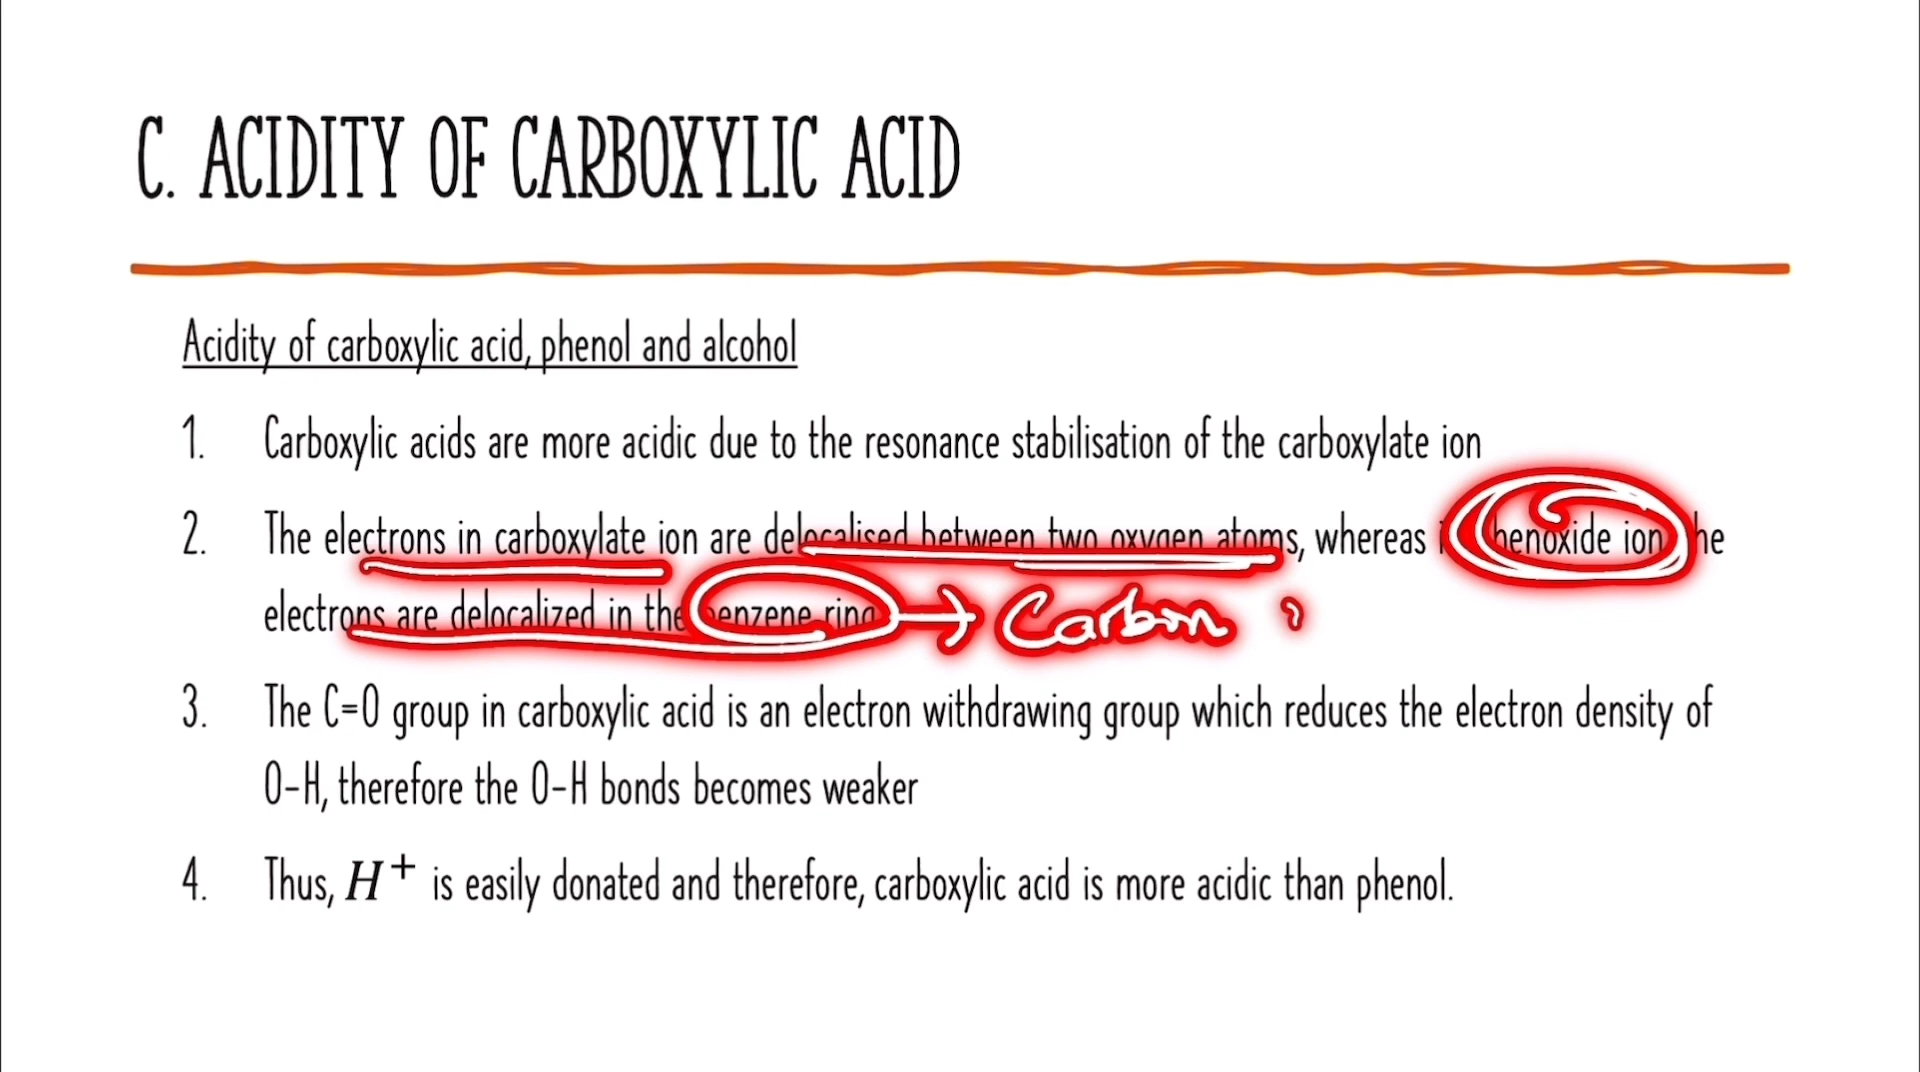 C. ACIDITY OF CARBOXYLIC ACID
Acidity of carboxylic acid, phenol and alcohol
1. Carboxylic acids are more acidic due to the resonance stabilisation of the carboxylate ion
2. The electrons in carboxylate ion are delocalised between two oxygen atoms, whereas henoxide ion he
electrons are delocalized in the benzene ring → Carbon
3. The C=O group in carboxylic acid is an electron withdrawing group which reduces the electron density of
O-H, therefore the O-H bonds becomes weaker
4. Thus, H⁺ is easily donated and therefore, carboxylic acid is more acidic than phenol.